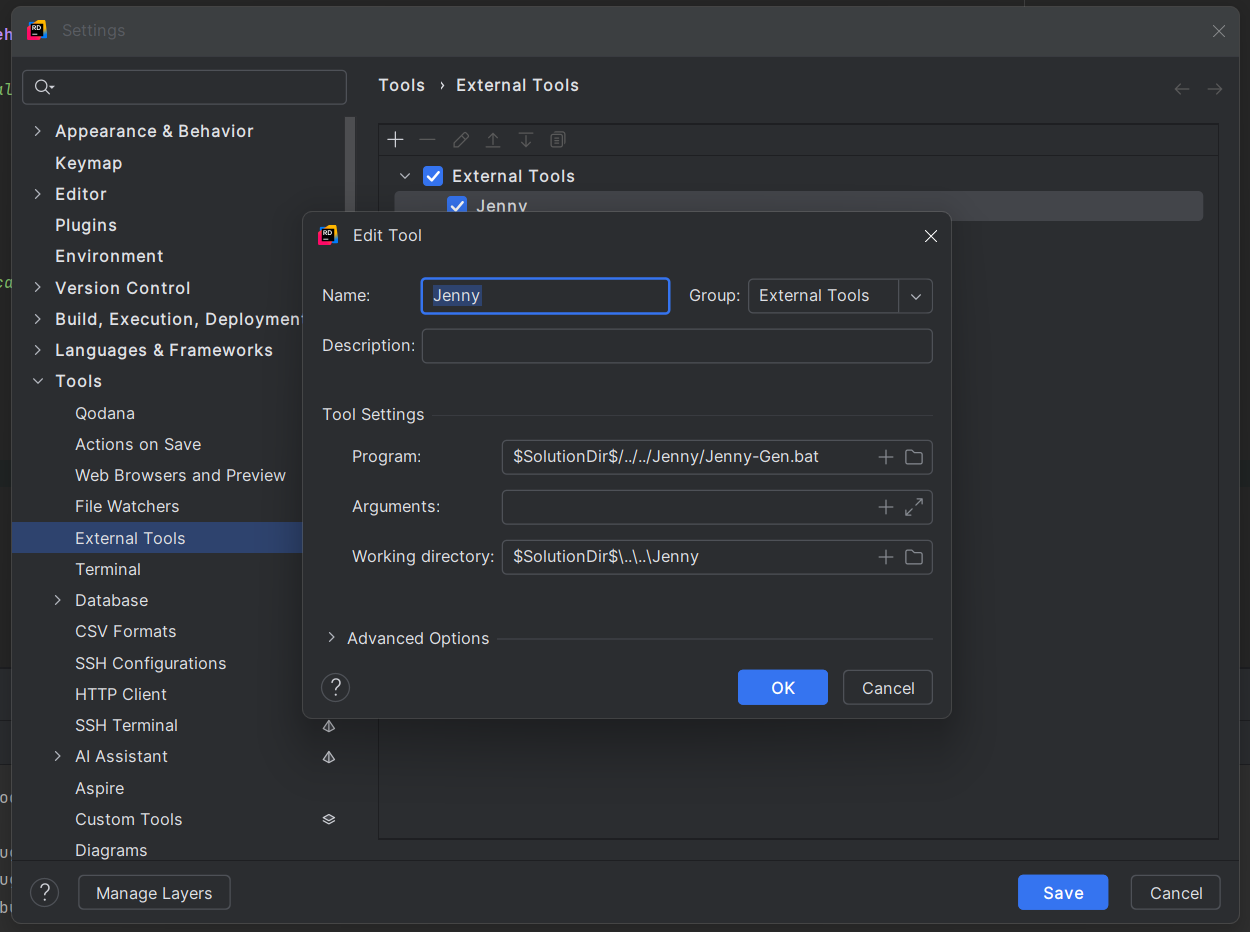 Settings
Tools › External Tools
Appearance & Behavior
Keymap
Editor
Plugins
Environment
Version Control
Build, Execution, Deploymen
Languages & Frameworks
Tools
Qodana
Actions on Save
Web Browsers and Preview
File Watchers
External Tools
Terminal
Database
CSV Formats
SSH Configurations
HTTP Client
SSH Terminal
AI Assistant
Aspire
Custom Tools
Diagrams
External Tools
Jenny
RD
Edit Tool
Name: Jenny Group: External Tools
Description:
Tool Settings
Program: $SolutionDir$/../../Jenny/Jenny-Gen.bat
Arguments:
Working directory: $SolutionDir$\..\..\Jenny
Advanced Options
? OK Cancel
? Manage Layers Save Cancel